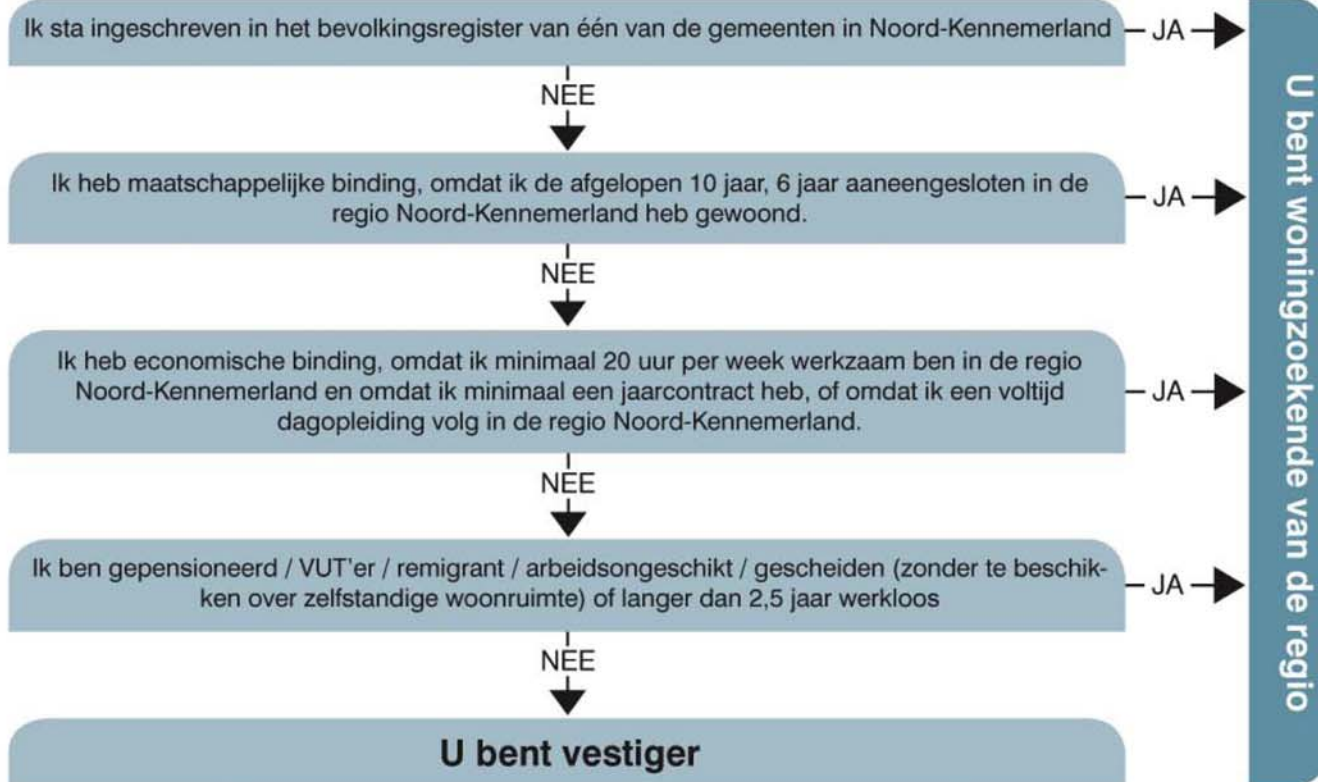 Ik sta ingeschreven in het bevolkingsregister van één van de gemeenten in Noord-Kennemerland
JA
NEE
Ik heb maatschappelijke binding, omdat ik de afgelopen 10 jaar, 6 jaar aaneengesloten in de
regio Noord-Kennemerland heb gewoond.
JA
NEE
Ik heb economische binding, omdat ik minimaal 20 uur per week werkzaam ben in de regio
Noord-Kennemerland en omdat ik minimaal een jaarcontract heb, of omdat ik een voltijd
dagopleiding volg in de regio Noord-Kennemerland.
JA
NEE
Ik ben gepensioneerd / VUT'er / remigrant / arbeidsongeschikt / gescheiden (zonder te beschik-
ken over zelfstandige woonruimte) of langer dan 2,5 jaar werkloos
JA
NEE
U bent vestiger
U bent woningzoekende van de regio